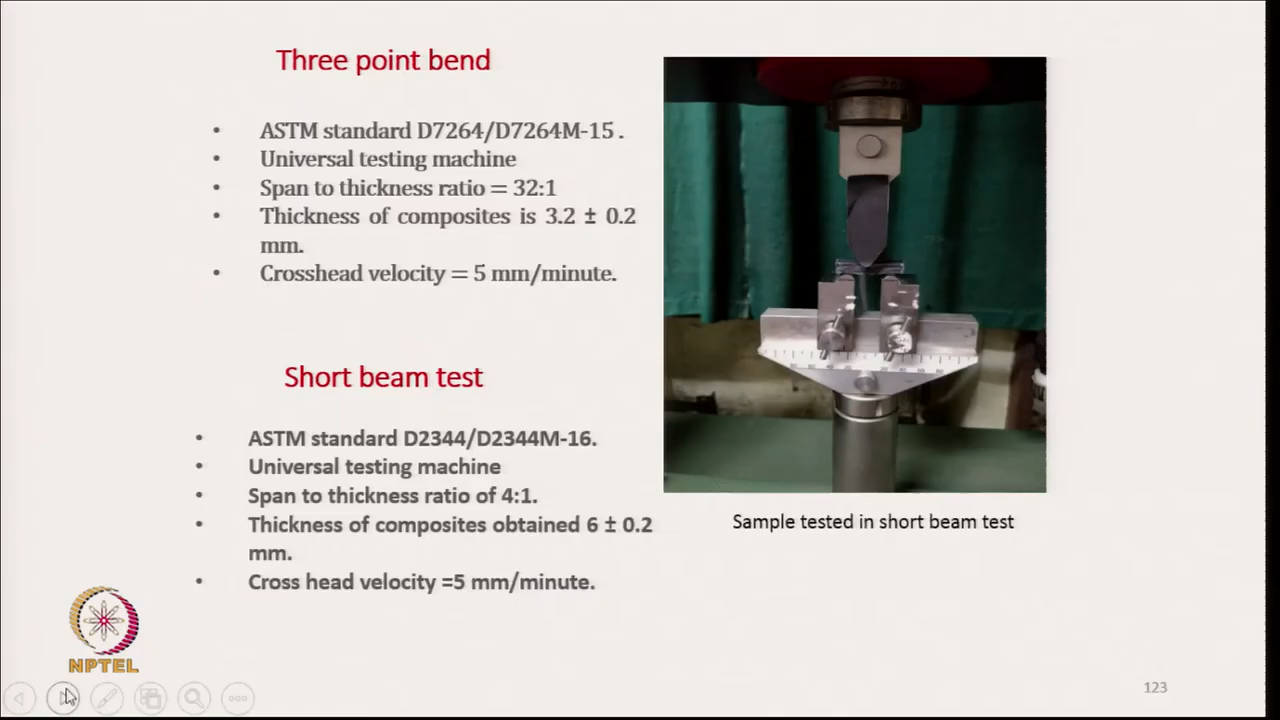 Three point bend
• ASTM standard D7264/D7264M-15 .
• Universal testing machine
• Span to thickness ratio = 32:1
• Thickness of composites is 3.2 ± 0.2
mm.
• Crosshead velocity = 5 mm/minute.
Short beam test
• ASTM standard D2344/D2344M-16.
• Universal testing machine
• Span to thickness ratio of 4:1.
• Thickness of composites obtained 6 ± 0.2
mm.
• Cross head velocity =5 mm/minute.
Sample tested in short beam test
NPTEL
123